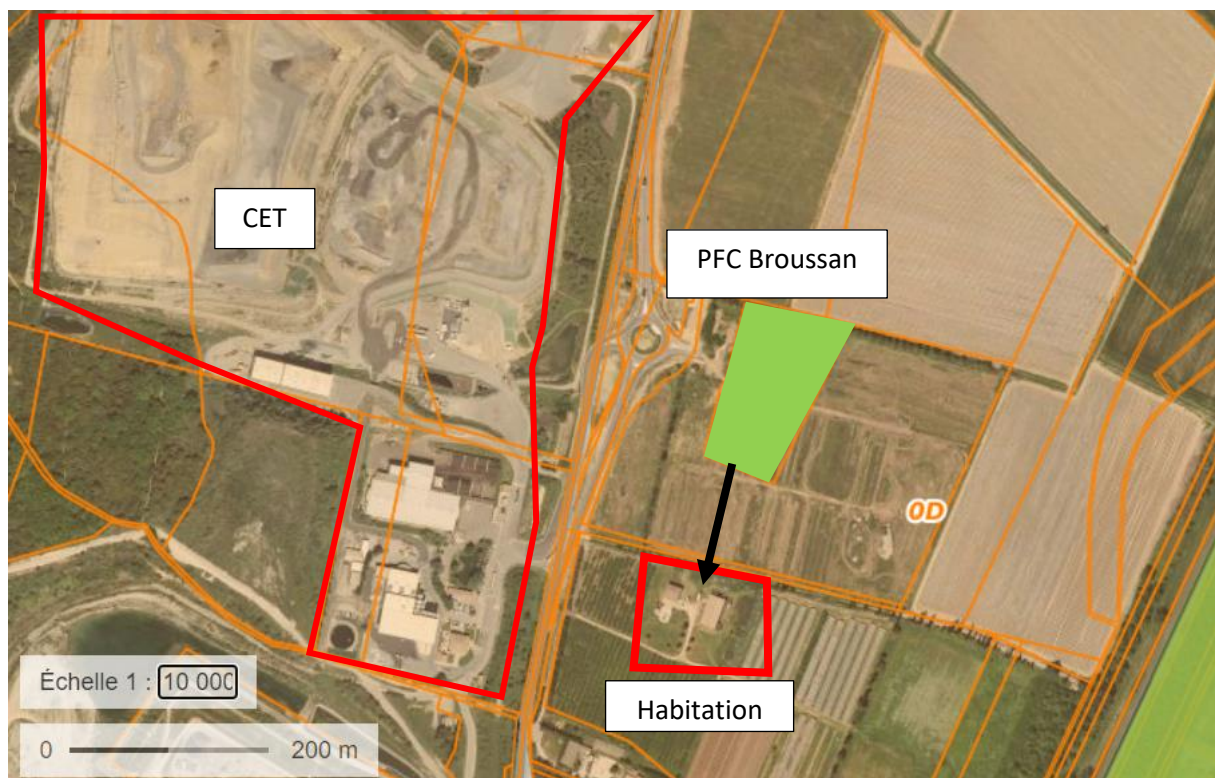 CET
PFC Broussan
0D
Habitation
Échelle 1 : 10 000
0 200 m